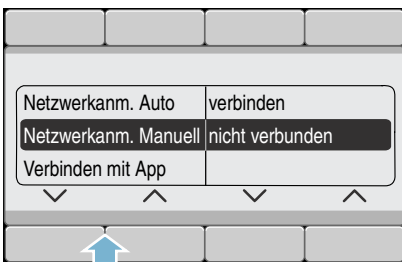 Netzwerkanm. Auto verbinden
Netzwerkanm. Manuell nicht verbunden
Verbinden mit App